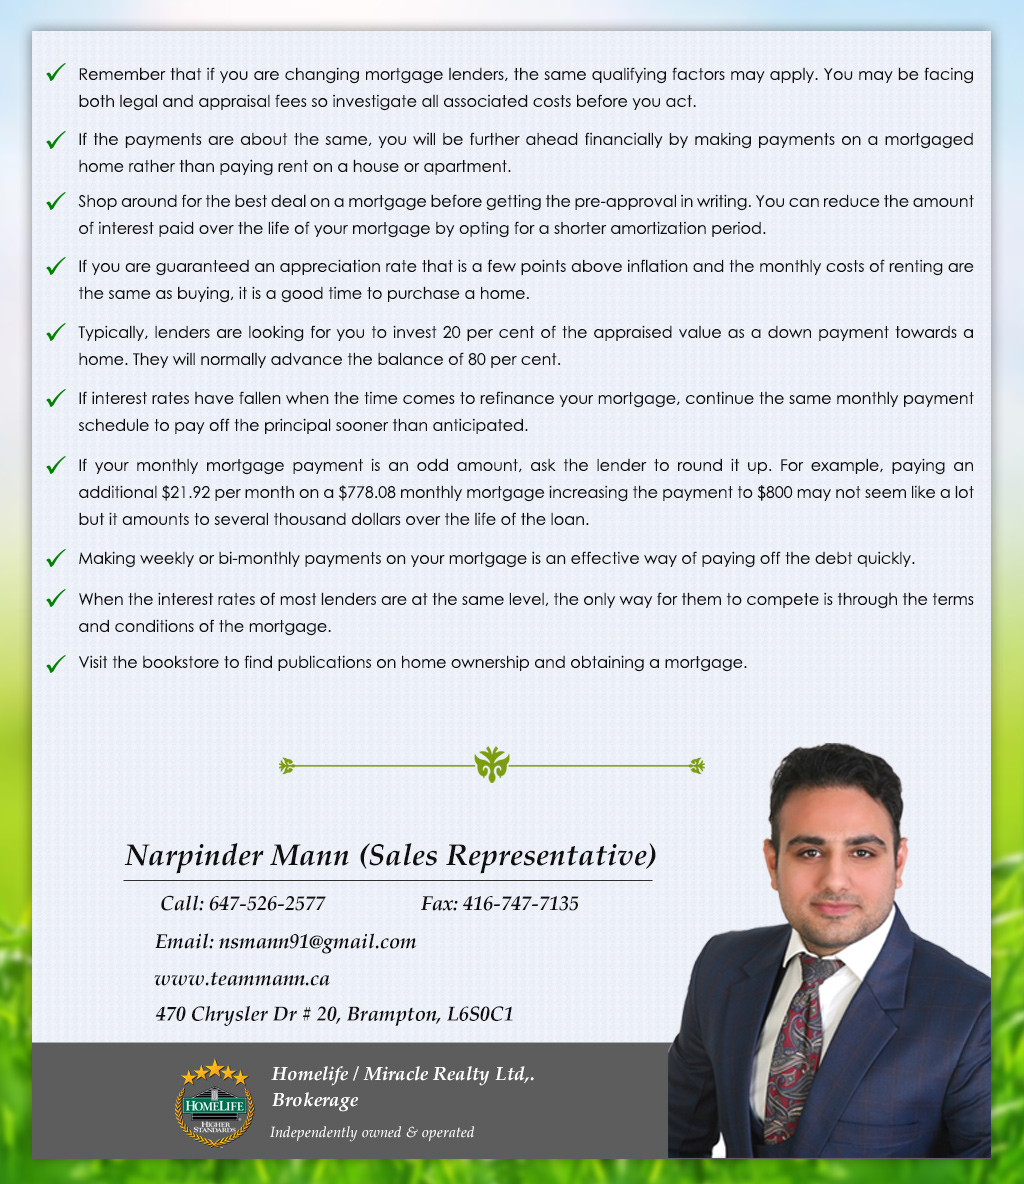 Remember that if you are changing mortgage lenders, the same qualifying factors may apply. You may be facing
both legal and appraisal fees so investigate all associated costs before you act.
If the payments are about the same, you will be further ahead financially by making payments on a mortgaged
home rather than paying rent on a house or apartment.
Shop around for the best deal on a mortgage before getting the pre-approval in writing. You can reduce the amount
of interest paid over the life of your mortgage by opting for a shorter amortization period.
If you are guaranteed an appreciation rate that is a few points above inflation and the monthly costs of renting are
the same as buying, it is a good time to purchase a home.
Typically, lenders are looking for you to invest 20 per cent of the appraised value as a down payment towards a
home. They will normally advance the balance of 80 per cent.
If interest rates have fallen when the time comes to refinance your mortgage, continue the same monthly payment
schedule to pay off the principal sooner than anticipated.
If your monthly mortgage payment is an odd amount, ask the lender to round it up. For example, paying an
additional $21.92 per month on a $778.08 monthly mortgage increasing the payment to $800 may not seem like a lot
but it amounts to several thousand dollars over the life of the loan.
Making weekly or bi-monthly payments on your mortgage is an effective way of paying off the debt quickly.
When the interest rates of most lenders are at the same level, the only way for them to compete is through the terms
and conditions of the mortgage.
Visit the bookstore to find publications on home ownership and obtaining a mortgage.
Narpinder Mann (Sales Representative)
Call: 647-526-2577 Fax: 416-747-7135
Email: nsmann91@gmail.com
www.teammann.ca
470 Chrysler Dr # 20, Brampton, L6S0C1
Homelife / Miracle Realty Ltd,.
Brokerage
Independently owned & operated
HOMELIFE
HIGHER
STANDARDS